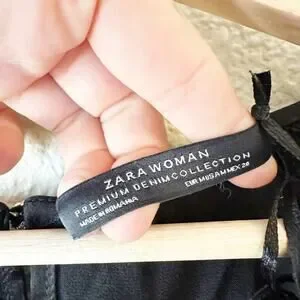 ZARA WOMAN
PREMIUM DENIM COLLECTION
MADE IN ROMANIA EUR M USA M MEX 28